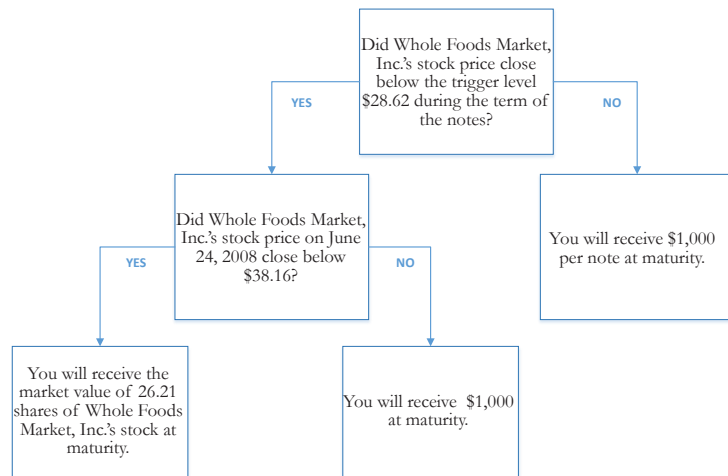 Did Whole Foods Market,
Inc.'s stock price close
below the trigger level
$28.62 during the term of
the notes?
YES
NO
Did Whole Foods Market,
Inc.'s stock price on June
24, 2008 close below
$38.16?
You will receive $1,000
per note at maturity.
YES
NO
You will receive the
market value of 26.21
shares of Whole Foods
Market, Inc.'s stock at
maturity.
You will receive $1,000
at maturity.